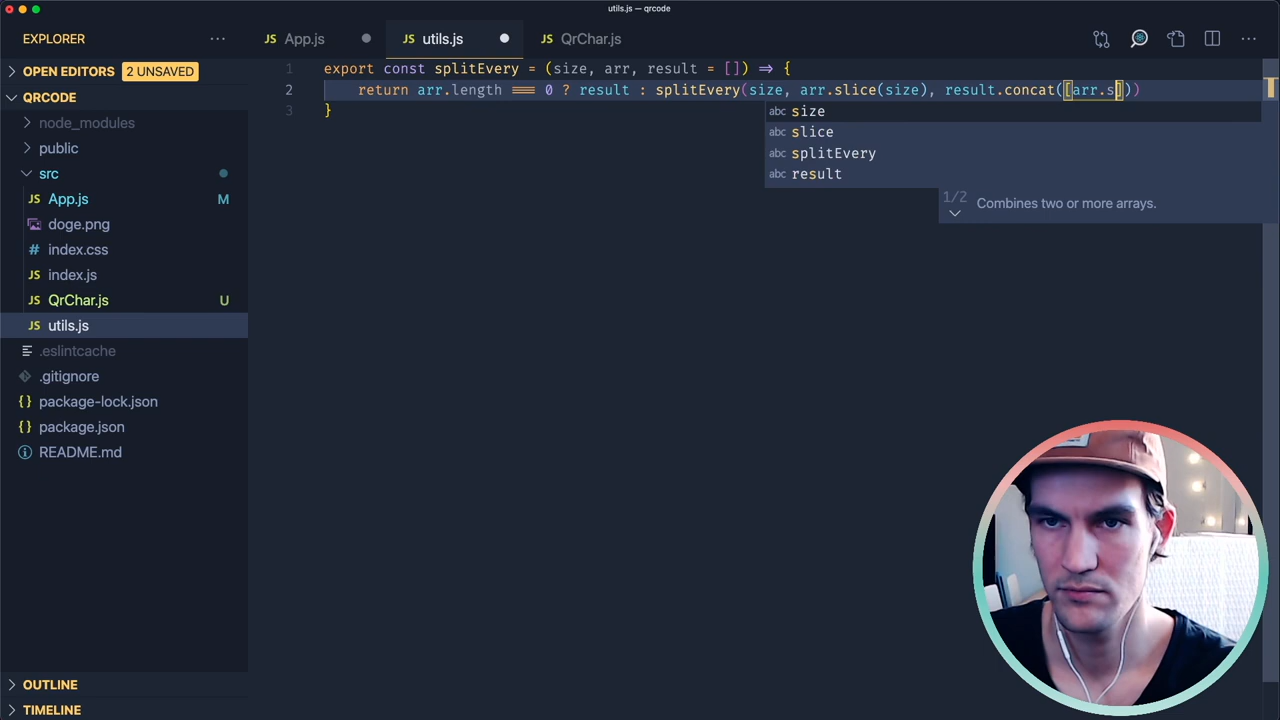 utils.js — qrcode
EXPLORER
App.js
utils.js
QrChar.js
OPEN EDITORS 2 UNSAVED
QRCODE
node_modules
public
src
JS App.js M
doge.png
# index.css
JS index.js
JS QrChar.js U
JS utils.js
.eslintcache
.gitignore
{} package-lock.json
{} package.json
README.md
OUTLINE
TIMELINE
1 export const splitEvery = (size, arr, result = []) => {
2 return arr.length === 0 ? result : splitEvery(size, arr.slice(size), result.concat([arr.s]))
3 }
abc size
abc slice
abc splitEvery
abc result
1/2 Combines two or more arrays.